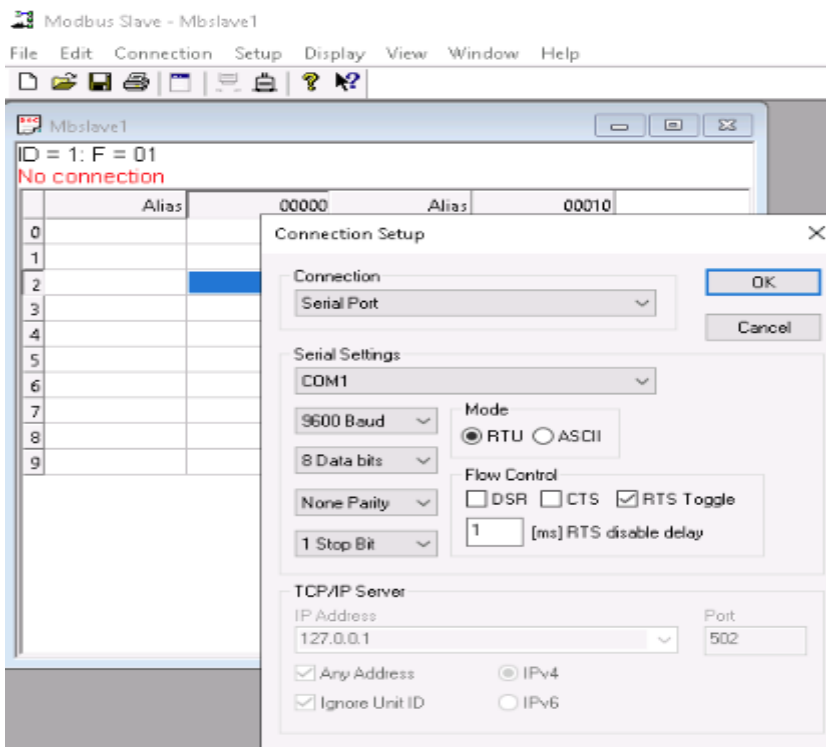 Modbus Slave - Mbslave1
File Edit Connection Setup Display View Window Help
Mbslave1
ID = 1: F = 01
No connection
Alias 00000 Alias 00010
0
1
2
3
4
5
6
7
8
9
Connection Setup
Connection
Serial Port
OK
Cancel
Serial Settings
COM1
9600 Baud
Mode
RTU ASCII
8 Data bits
Flow Control
DSR CTS RTS Toggle
None Parity
1 [ms] RTS disable delay
1 Stop Bit
TCP/IP Server
IP Address Port
127.0.0.1 502
Any Address IPv4
Ignore Unit ID IPv6